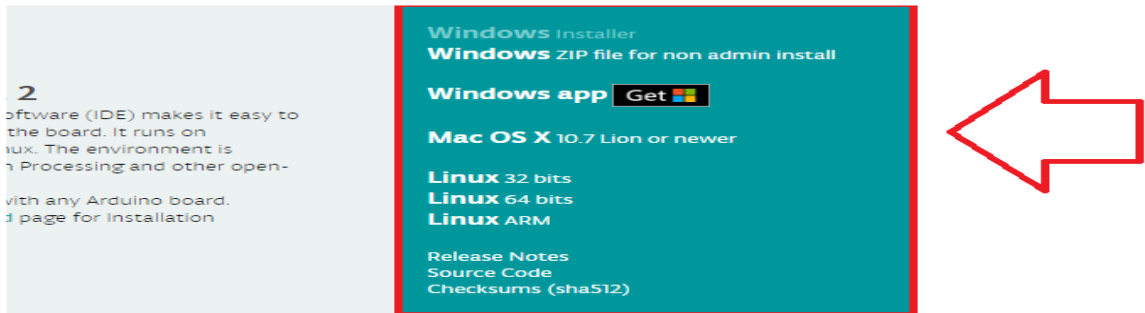 2
oftware (IDE) makes it easy to
the board. It runs on
nux. The environment is
n Processing and other open-
with any Arduino board.
d page for Installation
Windows Installer
Windows ZIP file for non admin install
Windows app Get
Mac OS X 10.7 Lion or newer
Linux 32 bits
Linux 64 bits
Linux ARM
Release Notes
Source Code
Checksums (sha512)